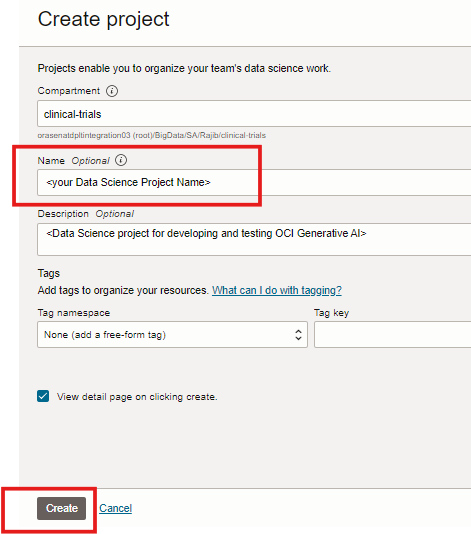 Create project
Projects enable you to organize your team's data science work.
Compartment
clinical-trials
orasenatdpltintegration03 (root)/BigData/SA/Rajib/clinical-trials
Name Optional
<your Data Science Project Name>
Description Optional
<Data Science project for developing and testing OCI Generative AI>
Tags
Add tags to organize your resources. What can I do with tagging?
Tag namespace Tag key
None (add a free-form tag)
View detail page on clicking create.
Create Cancel